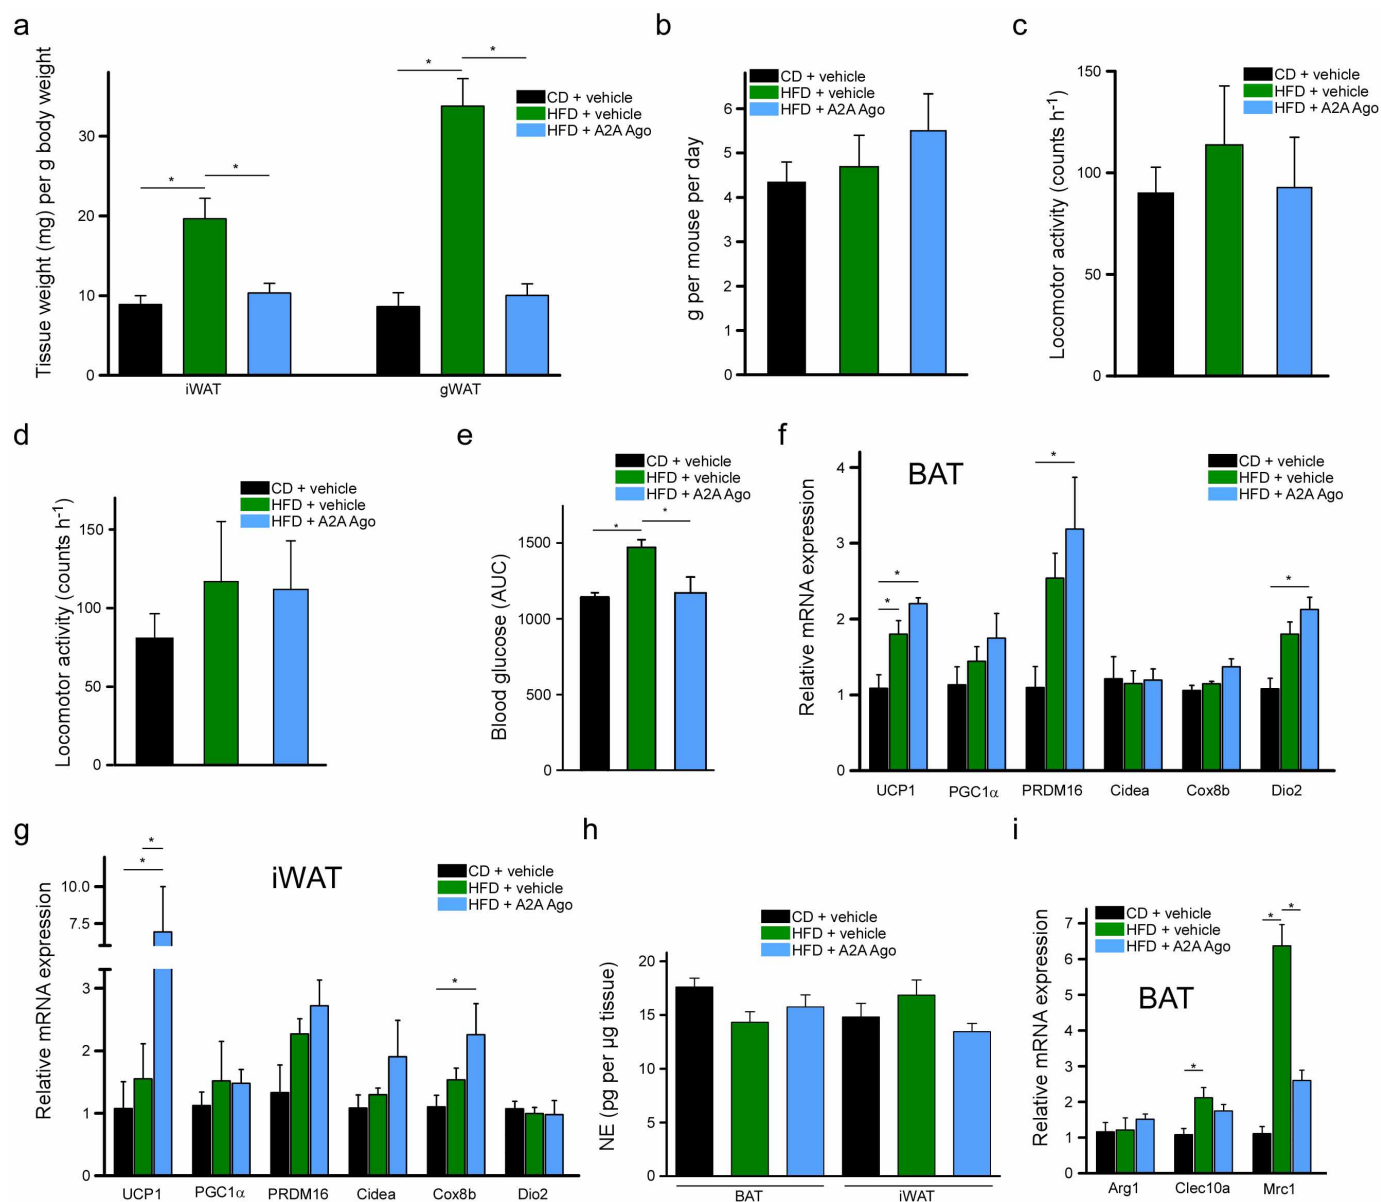 a
Tissue weight (mg) per g body weight
30
20
10
0
*
*
*
*
CD + vehicle
HFD + vehicle
HFD + A2A Ago
iWAT
gWAT
b
g per mouse per day
6
5
4
3
2
1
0
CD + vehicle
HFD + vehicle
HFD + A2A Ago
c
Locomotor activity (counts h-1)
150
100
50
0
CD + vehicle
HFD + vehicle
HFD + A2A Ago
d
Locomotor activity (counts h-1)
150
100
50
0
CD + vehicle
HFD + vehicle
HFD + A2A Ago
e
Blood glucose (AUC)
1500
1000
500
0
*
*
CD + vehicle
HFD + vehicle
HFD + A2A Ago
f
BAT
Relative mRNA expression
4
3
2
1
0
*
*
*
*
CD + vehicle
HFD + vehicle
HFD + A2A Ago
UCP1
PGC1α
PRDM16
Cidea
Cox8b
Dio2
g
iWAT
Relative mRNA expression
10.0
7.5
3
2
1
0
*
*
*
CD + vehicle
HFD + vehicle
HFD + A2A Ago
UCP1
PGC1α
PRDM16
Cidea
Cox8b
Dio2
h
NE (pg per µg tissue)
20
15
10
5
0
CD + vehicle
HFD + vehicle
HFD + A2A Ago
BAT
iWAT
i
BAT
Relative mRNA expression
7
6
5
4
3
2
1
0
*
*
*
CD + vehicle
HFD + vehicle
HFD + A2A Ago
Arg1
Clec10a
Mrc1